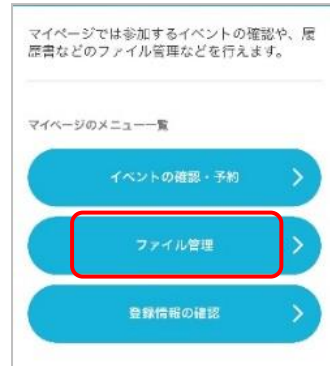 マイページでは参加するイベントの確認や、履
歴書などのファイル管理などを行えます。
マイページのメニュー一覧
イベントの確認・予約
ファイル管理
登録情報の確認